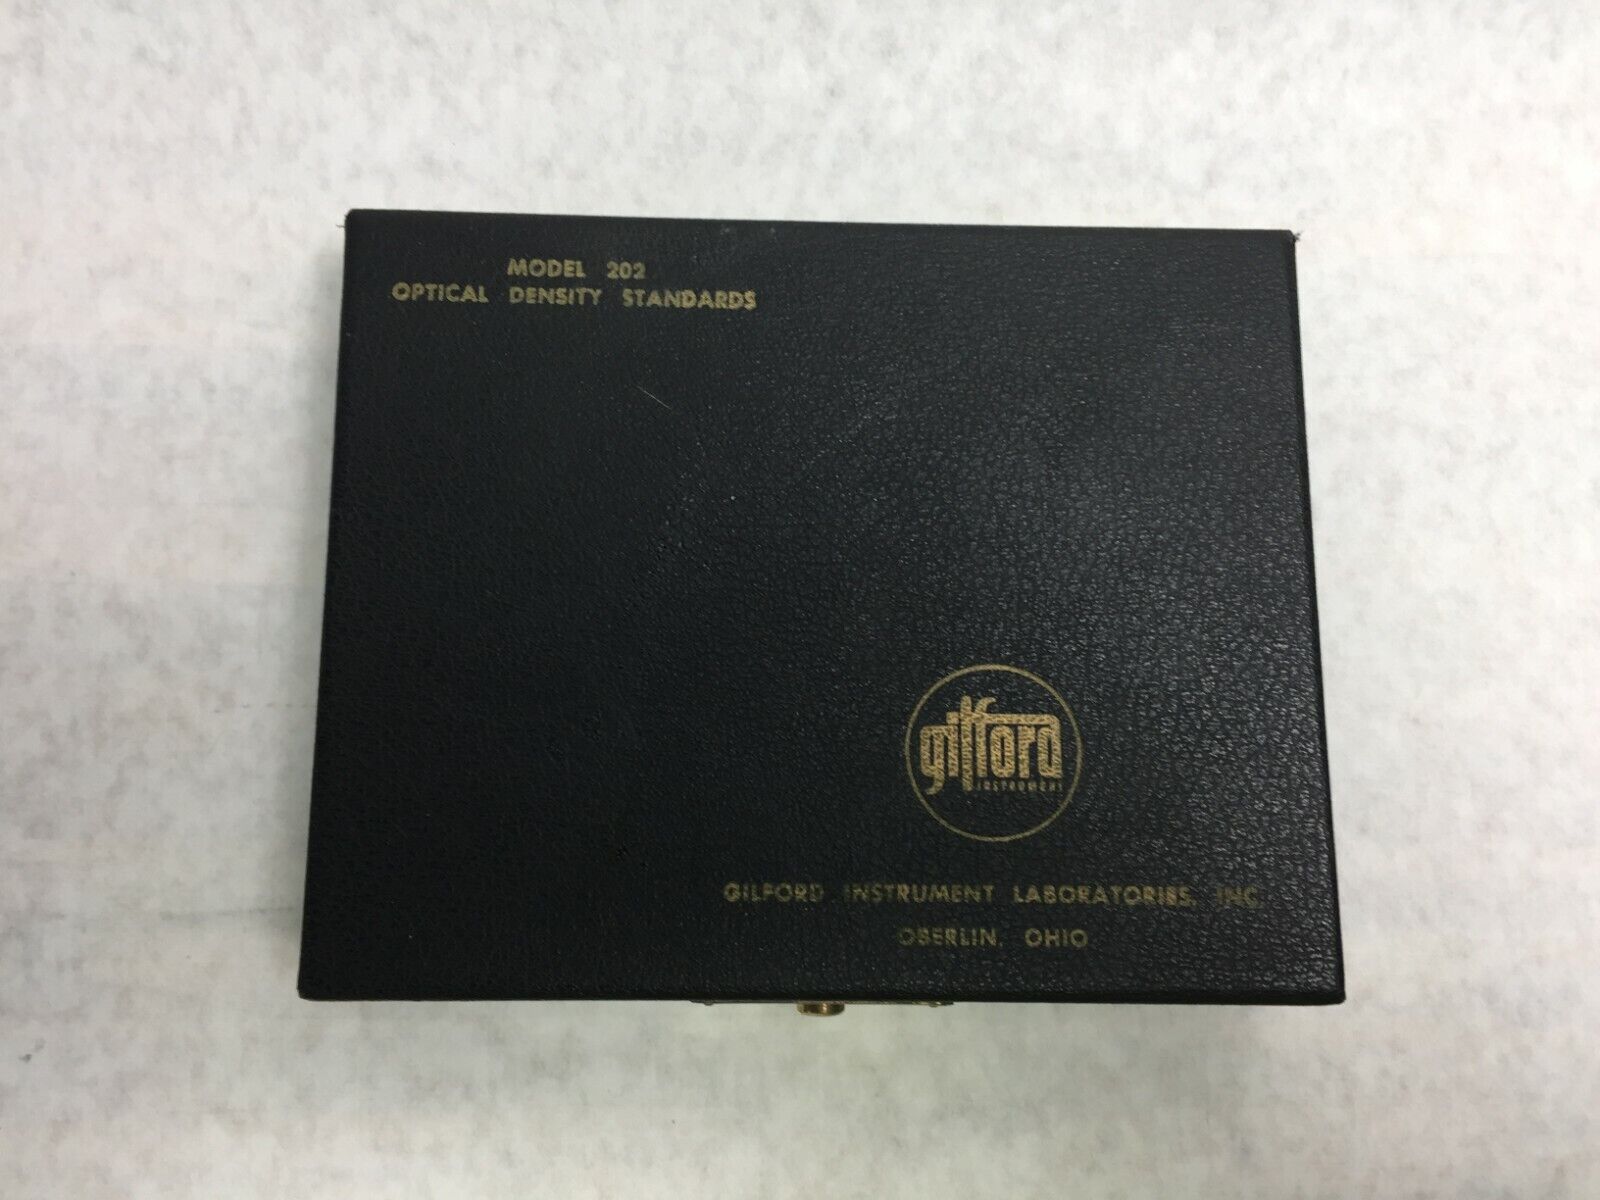 MODEL 202
OPTICAL DENSITY STANDARDS
gilford
INSTRUMENT
GILFORD INSTRUMENT LABORATORIES, INC.
OBERLIN, OHIO